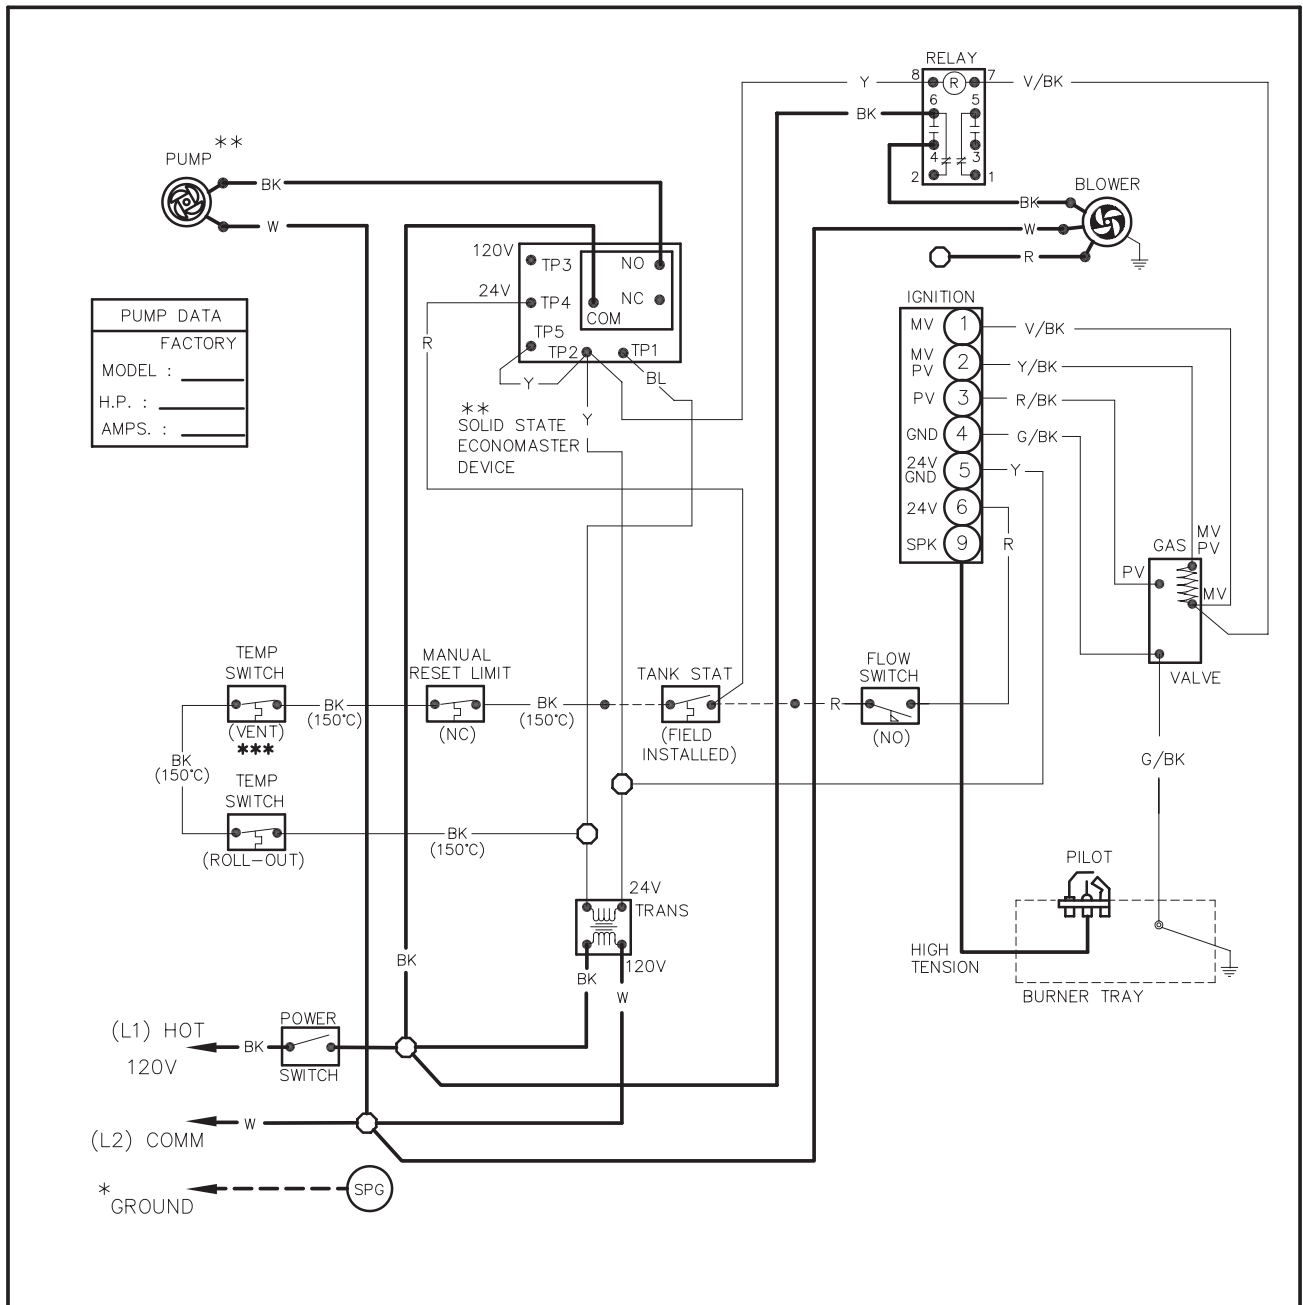 RELAY
8
R
7
Y
V/BK
6
5
BK
4
3
2
1
**
PUMP
BK
W
BLOWER
BK
W
R
120V
TP3
NO
24V
TP4
NC
COM
TP5
TP2
TP1
R
Y
BL
Y
**
SOLID STATE
ECONOMASTER
DEVICE
PUMP DATA
FACTORY
MODEL :
H.P. :
AMPS. :
IGNITION
MV
1
V/BK
MV
PV
2
Y/BK
PV
3
R/BK
GND
4
G/BK
24V
GND
5
Y
24V
6
R
SPK
9
GAS
MV
PV
PV
MV
VALVE
G/BK
TEMP
SWITCH
(VENT)
***
BK
(150°C)
MANUAL
RESET LIMIT
(NC)
BK
(150°C)
TANK STAT
(FIELD
INSTALLED)
R
FLOW
SWITCH
(NO)
BK
(150°C)
TEMP
SWITCH
(ROLL-OUT)
BK
(150°C)
24V
TRANS
120V
BK
BK
W
PILOT
HIGH
TENSION
BURNER TRAY
(L1) HOT
120V
BK
POWER
SWITCH
(L2) COMM
W
*
GROUND
SPG